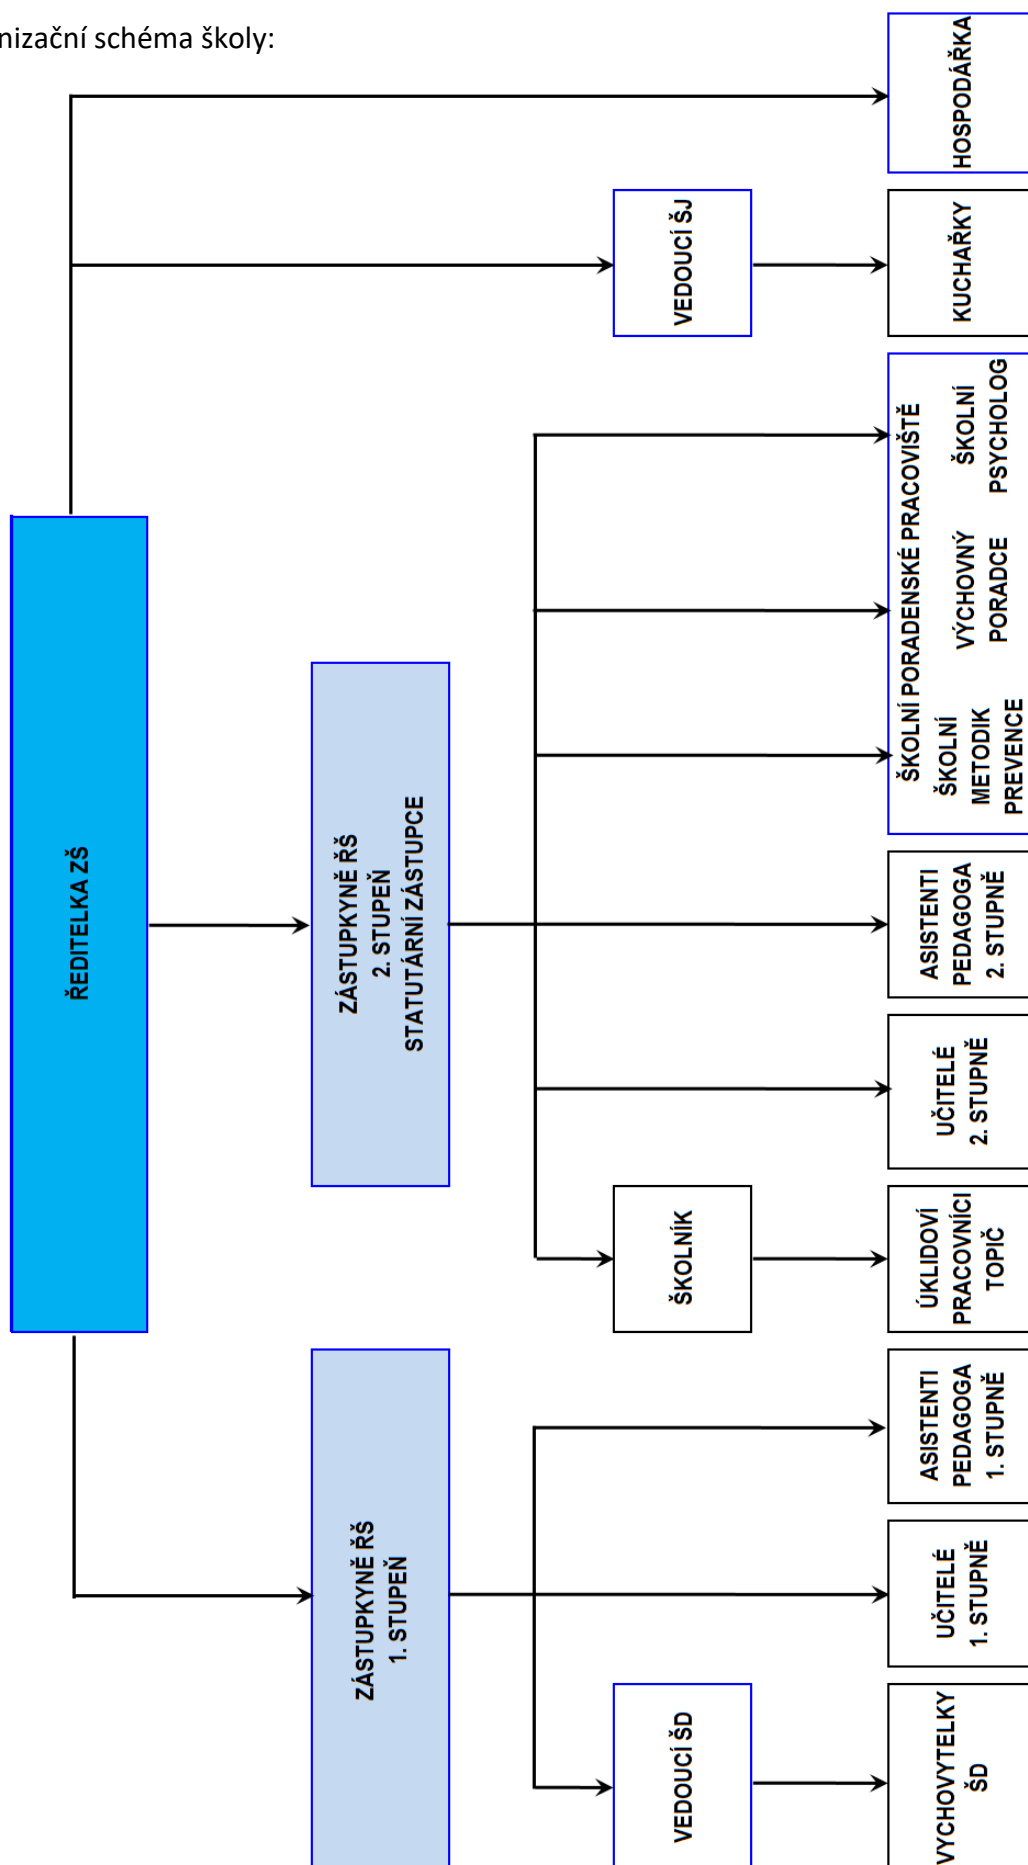 nizační schéma školy:
ŘEDITELKA ZŠ
ZÁSTUPKYNĚ ŘŠ
1. STUPEŇ
ZÁSTUPKYNĚ ŘŠ
2. STUPEŇ
STATUTÁRNÍ ZÁSTUPCE
VEDOUCÍ ŠD
ŠKOLNÍK
VEDOUCÍ ŠJ
VYCHOVYTELKY
ŠD
UČITELÉ
1. STUPNĚ
ASISTENTI
PEDAGOGA
1. STUPNĚ
ÚKLIDOVÍ
PRACOVNÍCI
TOPIČ
UČITELÉ
2. STUPNĚ
ASISTENTI
PEDAGOGA
2. STUPNĚ
ŠKOLNÍ PORADENSKÉ PRACOVIŠTĚ
ŠKOLNÍ
METODIK
PREVENCE
VÝCHOVNÝ
PORADCE
ŠKOLNÍ
PSYCHOLOG
KUCHAŘKY
HOSPODÁŘKA